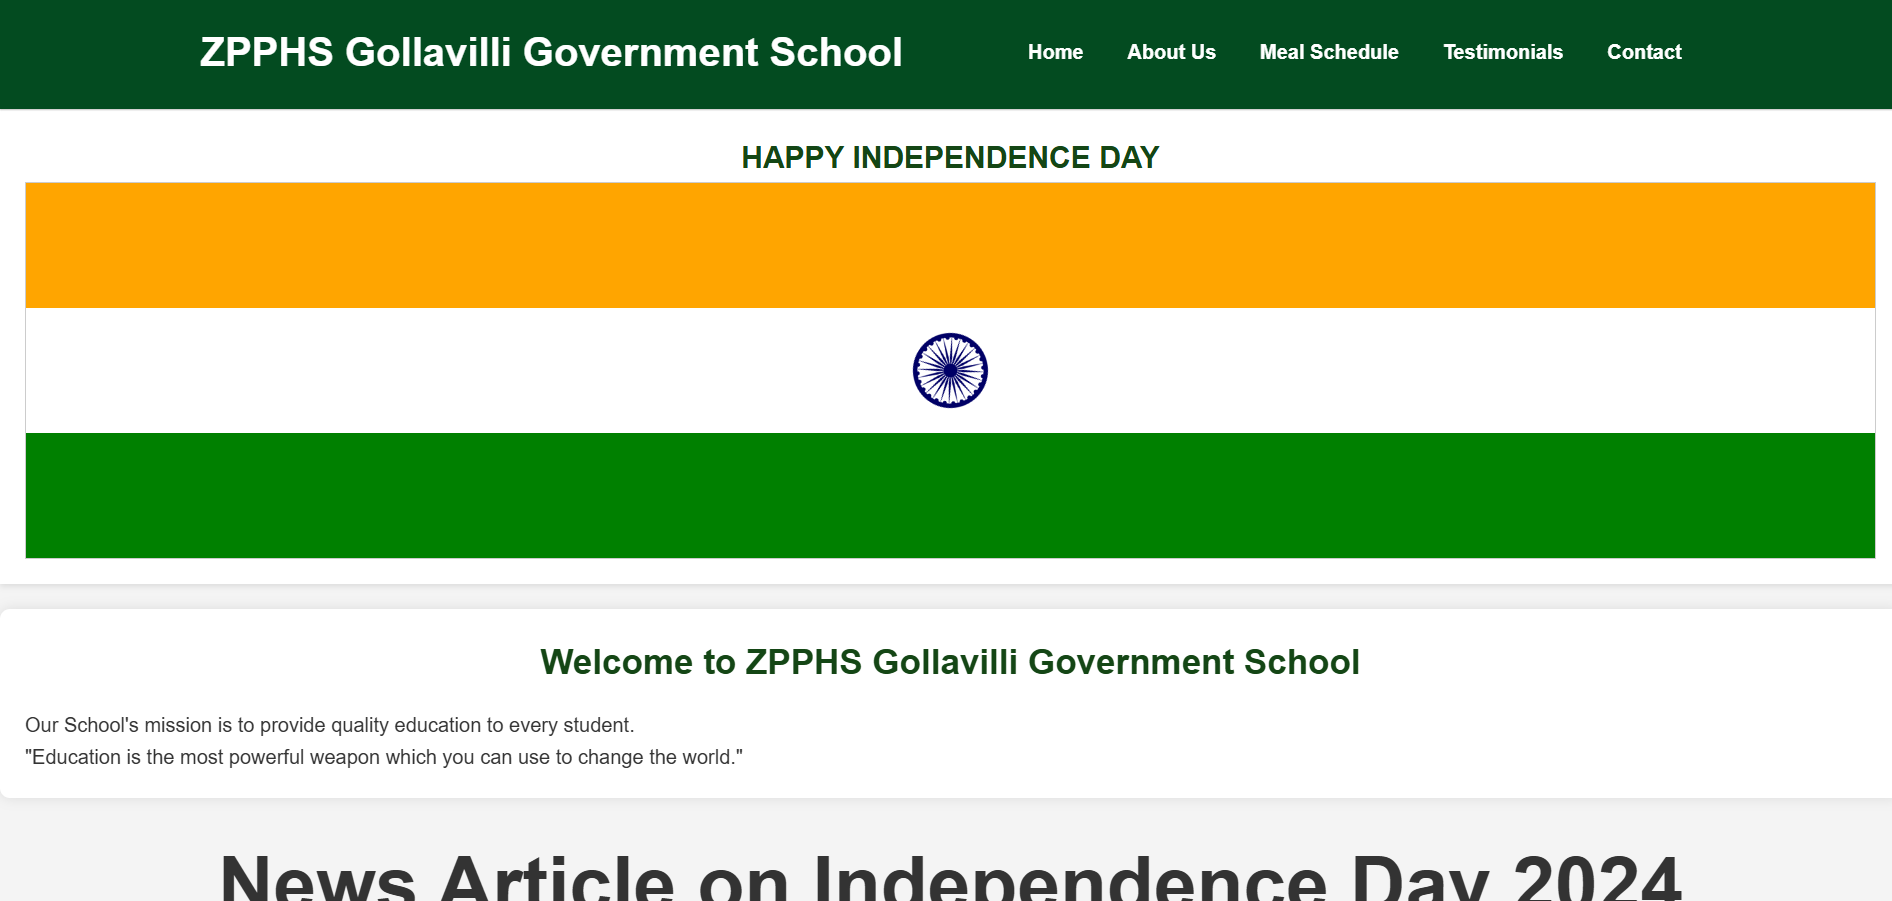 ZPPHS Gollavilli Government School
Home About Us Meal Schedule Testimonials Contact
HAPPY INDEPENDENCE DAY
Welcome to ZPPHS Gollavilli Government School
Our School's mission is to provide quality education to every student.
"Education is the most powerful weapon which you can use to change the world."
News Article on Independence Day 2024